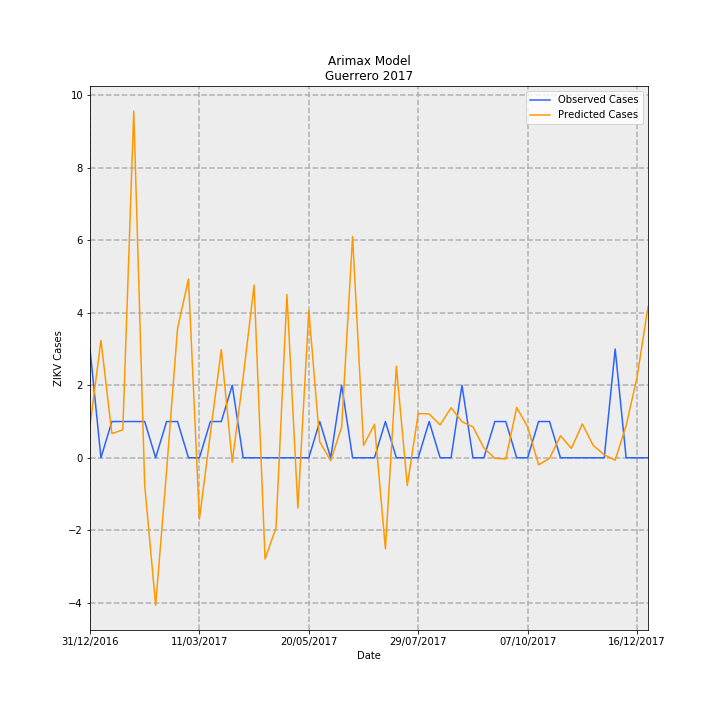 Arimax Model
Guerrero 2017
Observed Cases
Predicted Cases
10
8
6
4
2
0
−2
−4
ZIKV Cases
31/12/2016 11/03/2017 20/05/2017 29/07/2017 07/10/2017 16/12/2017
Date